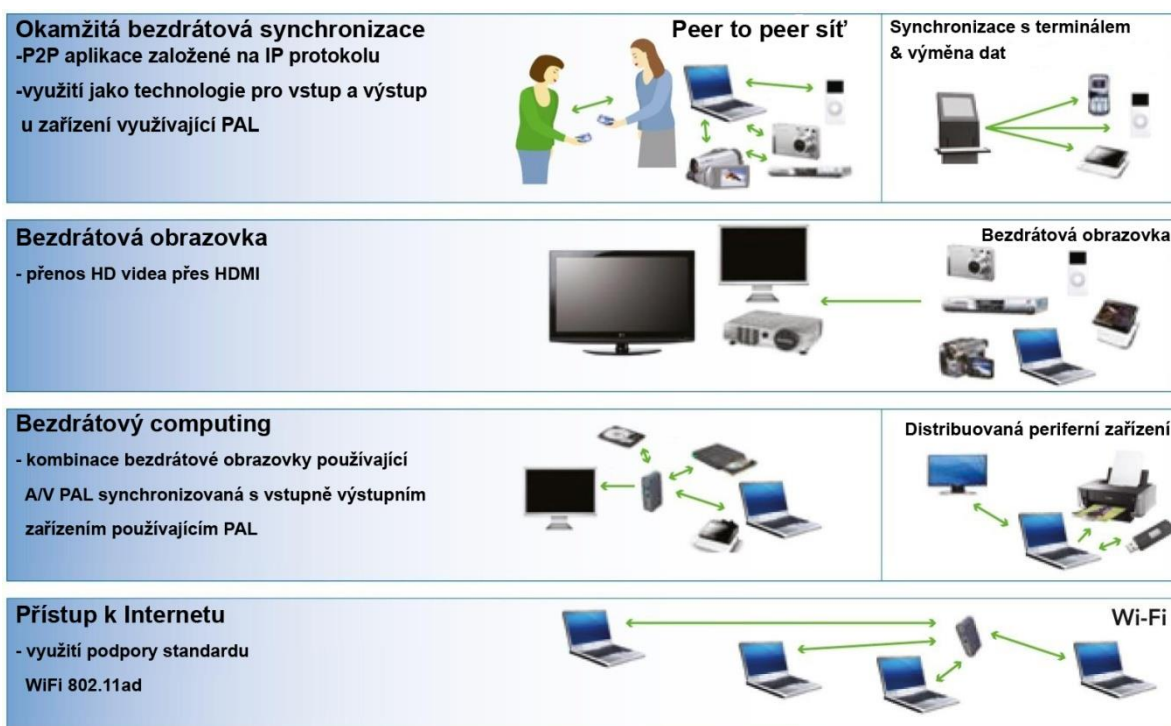 Okamžitá bezdrátová synchronizace
-P2P aplikace založené na IP protokolu
-využití jako technologie pro vstup a výstup
u zařízení využívající PAL
Peer to peer síť
Synchronizace s terminálem
& výměna dat
Bezdrátová obrazovka
- přenos HD videa přes HDMI
Bezdrátová obrazovka
Bezdrátový computing
- kombinace bezdrátové obrazovky používající
A/V PAL synchronizovaná s vstupně výstupním
zařízením používajícím PAL
Distribuovaná periferní zařízení
Přístup k Internetu
- využití podpory standardu
WiFi 802.11ad
Wi-Fi